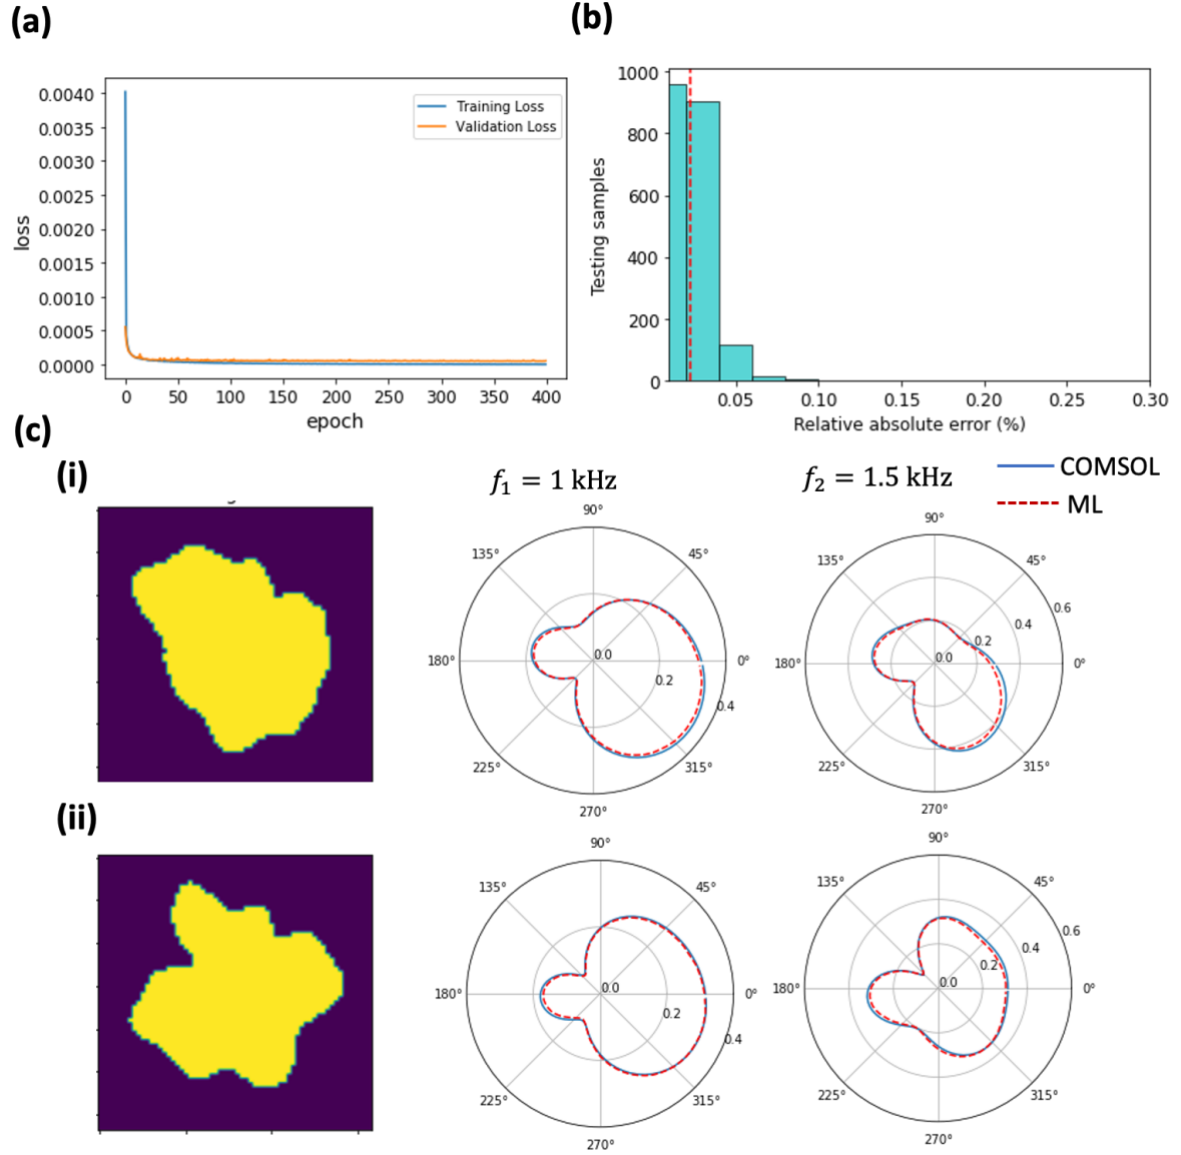 (a)
(b)
0.0040
0.0035
0.0030
0.0025
0.0020
0.0015
0.0010
0.0005
0.0000
loss
Training Loss
Validation Loss
0 50 100 150 200 250 300 350 400
epoch
1000
800
600
400
200
0
Testing samples
0.05 0.10 0.15 0.20 0.25 0.30
Relative absolute error (%)
(c)
(i)
f₁ = 1 kHz
f₂ = 1.5 kHz
COMSOL
ML
90°
135° 45°
180° 0°
225° 315°
270°
0.0
0.2
0.4
90°
135° 45°
180° 0°
225° 315°
270°
0.0
0.2
0.4
0.6
(ii)
90°
135° 45°
180° 0°
225° 315°
270°
0.0
0.2
0.4
90°
135° 45°
180° 0°
225° 315°
270°
0.0
0.2
0.4
0.6